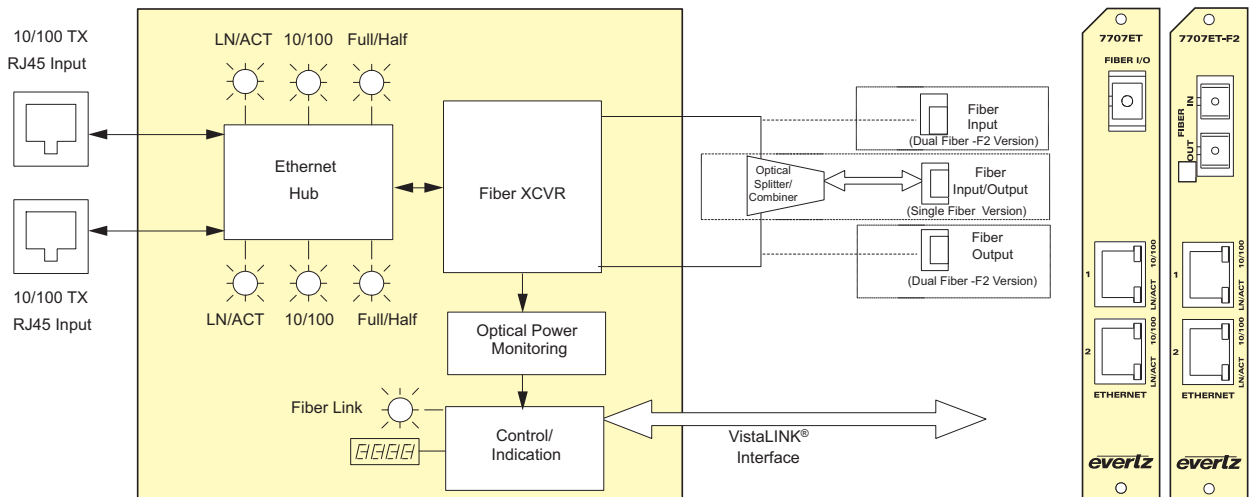 10/100 TX
RJ45 Input
LN/ACT 10/100 Full/Half
Ethernet
Hub
Fiber XCVR
10/100 TX
RJ45 Input
LN/ACT 10/100 Full/Half
Optical Power
Monitoring
Fiber Link
Control/
Indication
VistaLINK®
Interface
Fiber
Input
(Dual Fiber -F2 Version)
Optical
Splitter/
Combiner
Fiber
Input/Output
(Single Fiber Version)
Fiber
Output
(Dual Fiber -F2 Version)
7707ET
FIBER I/O
1
LN/ACT 10/100
2
LN/ACT 10/100
ETHERNET
evertz
7707ET-F2
FIBER
IN
OUT
1
LN/ACT 10/100
2
LN/ACT 10/100
ETHERNET
evertz